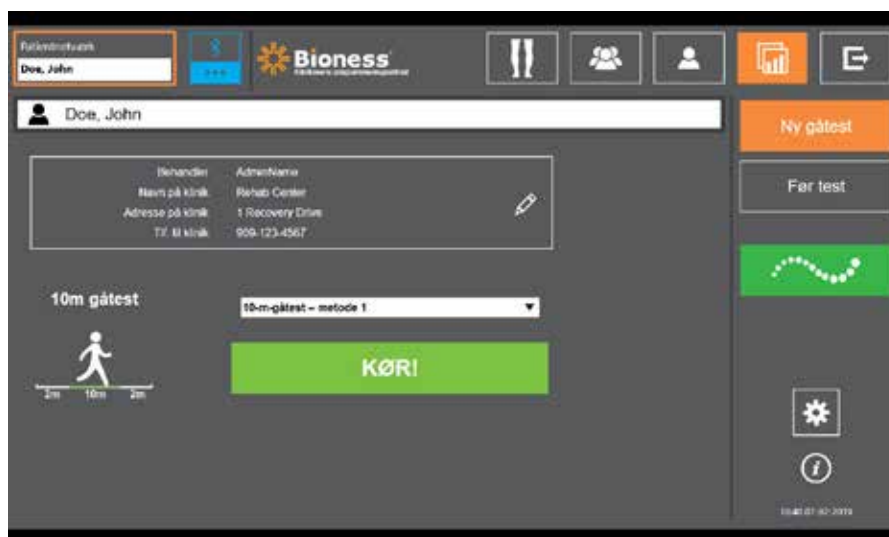 Patientnetværk
Doe, John
Bioness
Doe, John
Ny gåtest
Før test
Behandler AdminName
Navn på klinik Rehab Center
Adresse på klinik 1 Recovery Drive
Tlf. til klinik 909-123-4567
10m gåtest
10-m-gåtest – metode 1
KØR!
2m 10m 2m